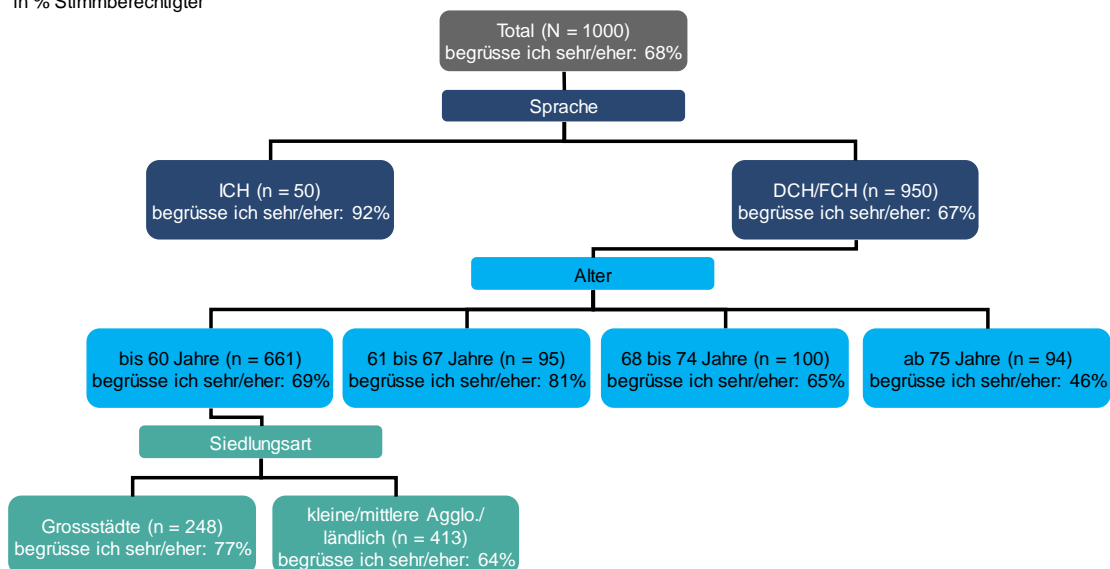 in % Stimmberechtigter
Total (N = 1000)
begrüsse ich sehr/eher: 68%
Sprache
ICH (n = 50)
begrüsse ich sehr/eher: 92%
DCH/FCH (n = 950)
begrüsse ich sehr/eher: 67%
Alter
bis 60 Jahre (n = 661)
begrüsse ich sehr/eher: 69%
61 bis 67 Jahre (n = 95)
begrüsse ich sehr/eher: 81%
68 bis 74 Jahre (n = 100)
begrüsse ich sehr/eher: 65%
ab 75 Jahre (n = 94)
begrüsse ich sehr/eher: 46%
Siedlungsart
Grossstädte (n = 248)
begrüsse ich sehr/eher: 77%
kleine/mittlere Agglo./
ländlich (n = 413)
begrüsse ich sehr/eher: 64%